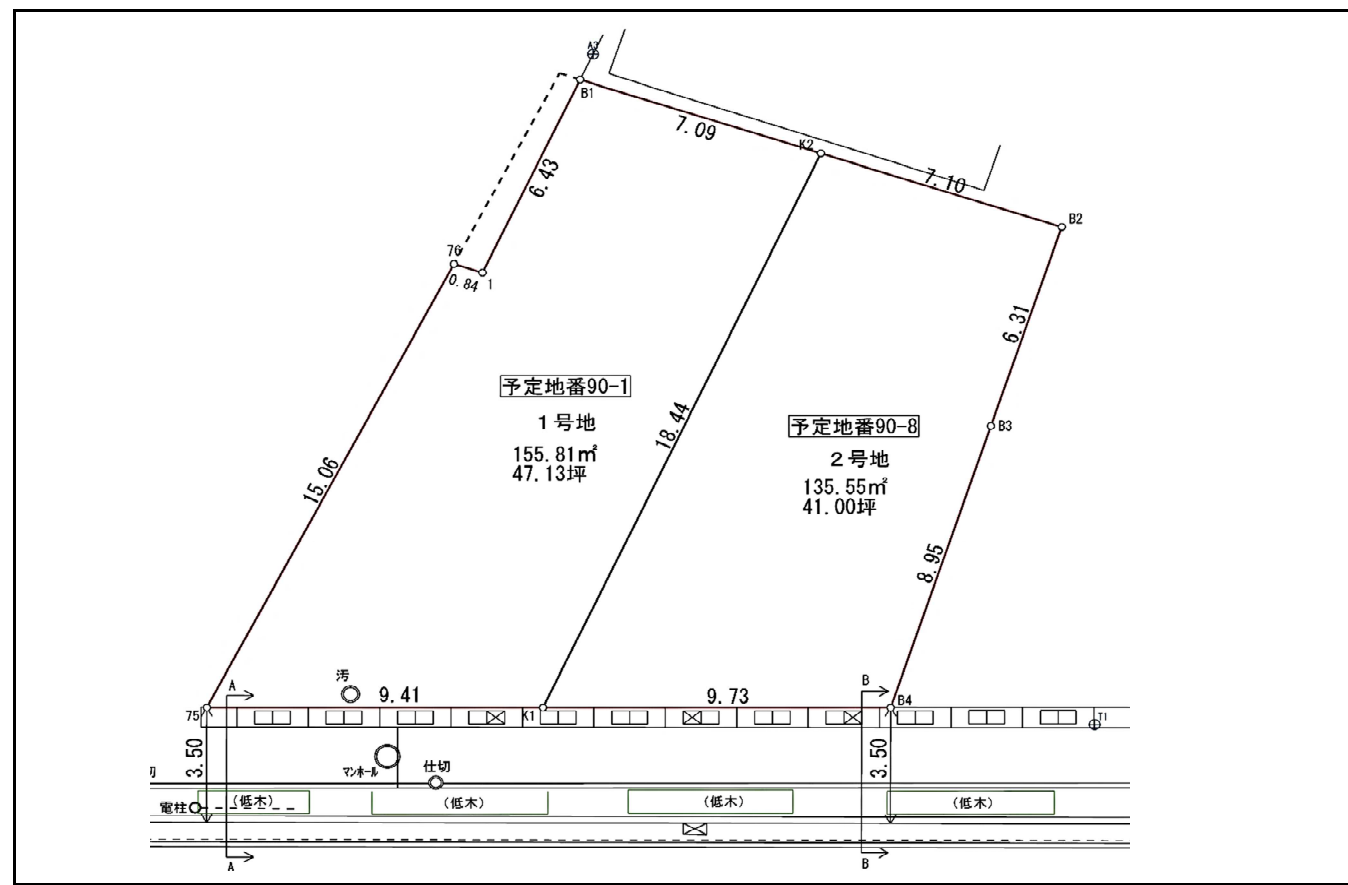 A3
B1
7.09
K2
7.10
B2
6.43
76
0.84
1
6.31
予定地番90-1
1号地
155.81㎡
47.13坪
18.44
予定地番90-8
2号地
135.55㎡
41.00坪
B3
15.06
8.95
汚
A
9.41
9.73
B
75
K1
B4
T1
3.50
マンホール
仕切
3.50
切
電柱
(低木)
(低木)
(低木)
(低木)
A
B